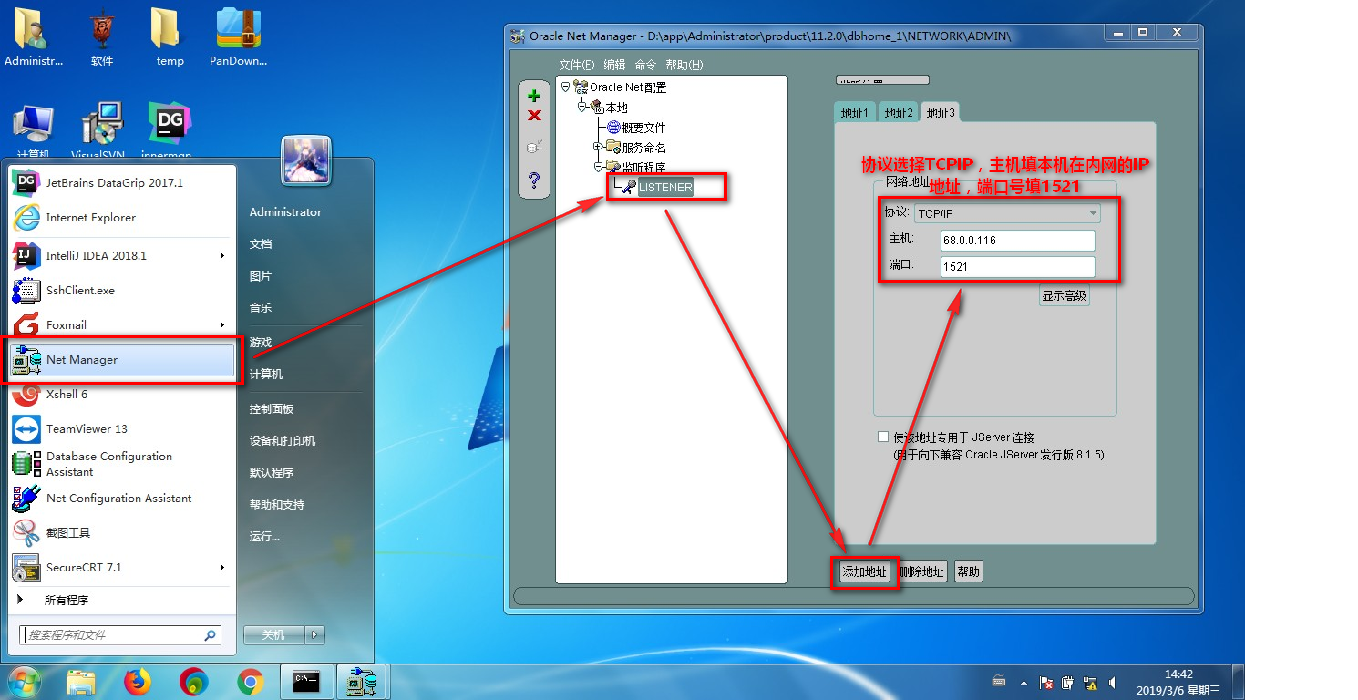 Administr...
软件
temp
PanDown...
计算机
VisualSVN
innerman
JetBrains DataGrip 2017.1
Internet Explorer
IntelliJ IDEA 2018.1
SshClient.exe
Foxmail
Net Manager
Xshell 6
TeamViewer 13
Database Configuration
Assistant
Net Configuration Assistant
截图工具
SecureCRT 7.1
所有程序
搜索程序和文件
Administrator
文档
图片
音乐
游戏
计算机
控制面板
设备和打印机
默认程序
帮助和支持
运行...
关机
Oracle Net Manager - D:\app\Administrator\product\11.2.0\dbhome_1\NETWORK\ADMIN\
文件(F) 编辑 命令 帮助(H)
Oracle Net配置
本地
概要文件
服务命名
监听程序
LISTENER
地址1 地址2 地址3
协议选择TCPIP，主机填本机在内网的IP
地址，端口号填1521
网络地址
协议: TCP/IP
主机: 68.0.0.116
端口: 1521
显示高级
使该地址专用于 JServer 连接
(用于向下兼容 Oracle JServer 发行版 8.1.5)
添加地址 删除地址 帮助
14:42
2019/3/6 星期三